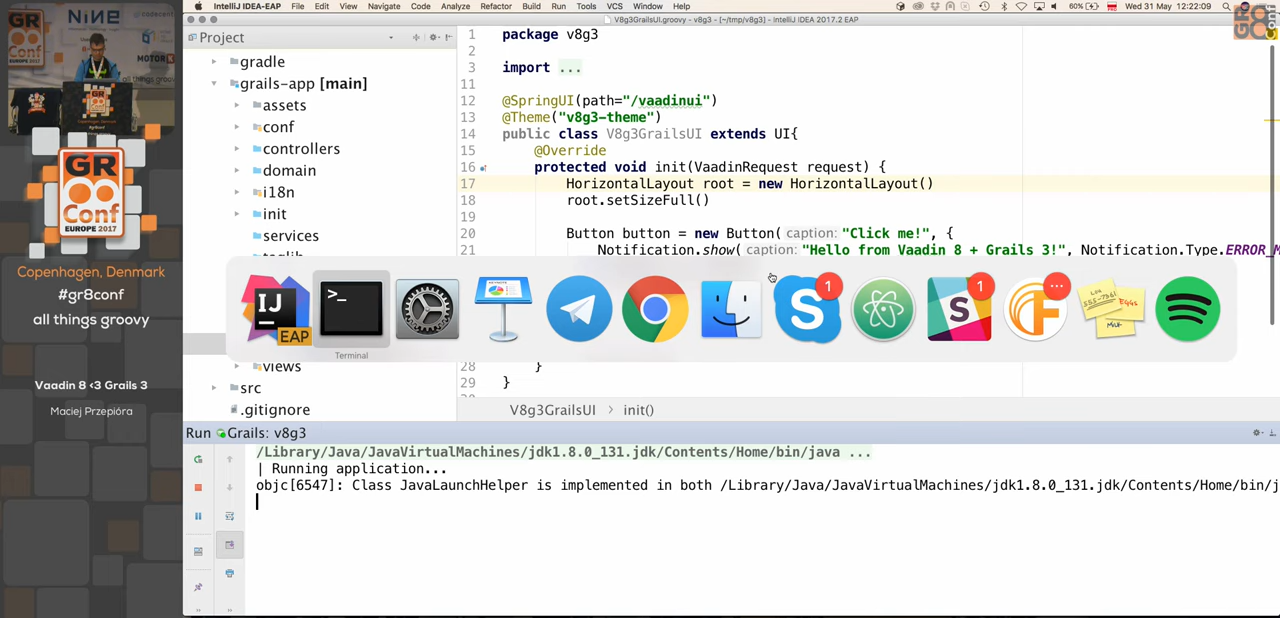 IntelliJ IDEA-EAP File Edit View Navigate Code Analyze Refactor Build Run Tools VCS Window Help 60% Wed 31 May 12:22:09
V8g3GrailsUI.groovy - v8g3 - [~/tmp/v8g3] - IntelliJ IDEA 2017.2 EAP
NiNE
GR8
Conf
EUROPE 2017
Copenhagen, Denmark
#gr8conf
all things groovy
Vaadin 8 <3 Grails 3
Maciej Przepióra
Project
gradle
grails-app [main]
assets
conf
controllers
domain
i18n
init
services
views
src
.gitignore
1 package v8g3
2
3 import ...
11
12 @SpringUI(path="/vaadinui")
13 @Theme("v8g3-theme")
14 public class V8g3GrailsUI extends UI{
15 @Override
16 protected void init(VaadinRequest request) {
17 HorizontalLayout root = new HorizontalLayout()
18 root.setSizeFull()
19
20 Button button = new Button( caption: "Click me!", {
21 Notification.show( caption: "Hello from Vaadin 8 + Grails 3!", Notification.Type.ERROR_M
IJ
EAP
>_
Terminal
S
1
1
28 }
29 }
V8g3GrailsUI > init()
Run Grails: v8g3
/Library/Java/JavaVirtualMachines/jdk1.8.0_131.jdk/Contents/Home/bin/java ...
| Running application...
objc[6547]: Class JavaLaunchHelper is implemented in both /Library/Java/JavaVirtualMachines/jdk1.8.0_131.jdk/Contents/Home/bin/j